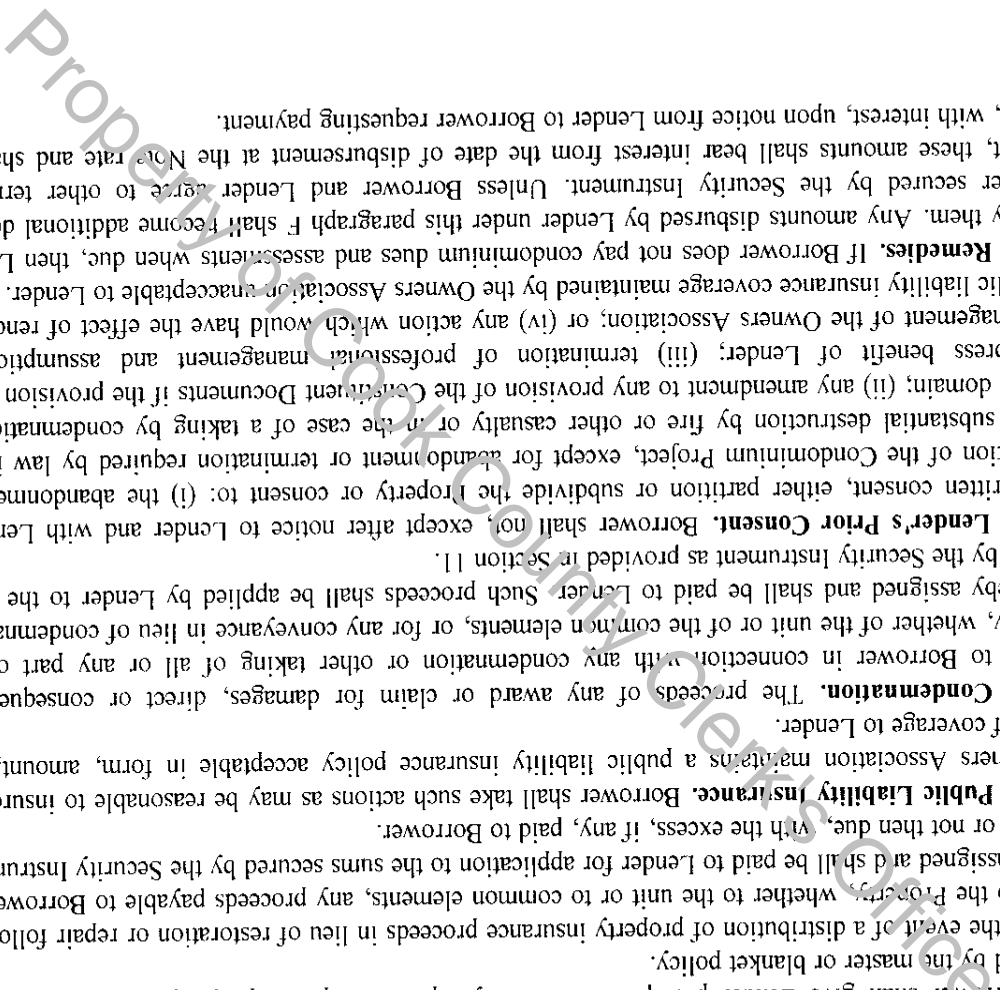 d by the master or blanket policy.
the event of a distribution of property insurance proceeds in lieu of restoration or repair follo
o the Property, whether to the unit or to common elements, any proceeds payable to Borrowe
assigned and shall be paid to Lender for application to the sums secured by the Security Instrun
or not then due, with the excess, if any, paid to Borrower.
Public Liability Insurance. Borrower shall take such actions as may be reasonable to insure
ners Association maintains a public liability insurance policy acceptable in form, amount,
f coverage to Lender.
Condemnation. The proceeds of any award or claim for damages, direct or conseque
to Borrower in connection with any condemnation or other taking of all or any part o
y, whether of the unit or of the common elements, or for any conveyance in lieu of condemna
eby assigned and shall be paid to Lender. Such proceeds shall be applied by Lender to the
by the Security Instrument as provided in Section 11.
Lender's Prior Consent. Borrower shall not, except after notice to Lender and with Len
ritten consent, either partition or subdivide the Property or consent to: (i) the abandonme
tion of the Condominium Project, except for abandonment or termination required by law i
substantial destruction by fire or other casualty or in the case of a taking by condemnatio
domain; (ii) any amendment to any provision of the Constituent Documents if the provision
press benefit of Lender; (iii) termination of professional management and assumptio
nagement of the Owners Association; or (iv) any action which would have the effect of rend
lic liability insurance coverage maintained by the Owners Association unacceptable to Lender.
Remedies. If Borrower does not pay condominium dues and assessments when due, then L
y them. Any amounts disbursed by Lender under this paragraph F shall become additional d
er secured by the Security Instrument. Unless Borrower and Lender agree to other tern
t, these amounts shall bear interest from the date of disbursement at the Note rate and sha
, with interest, upon notice from Lender to Borrower requesting payment.
Property of Cook County Clerk's Office